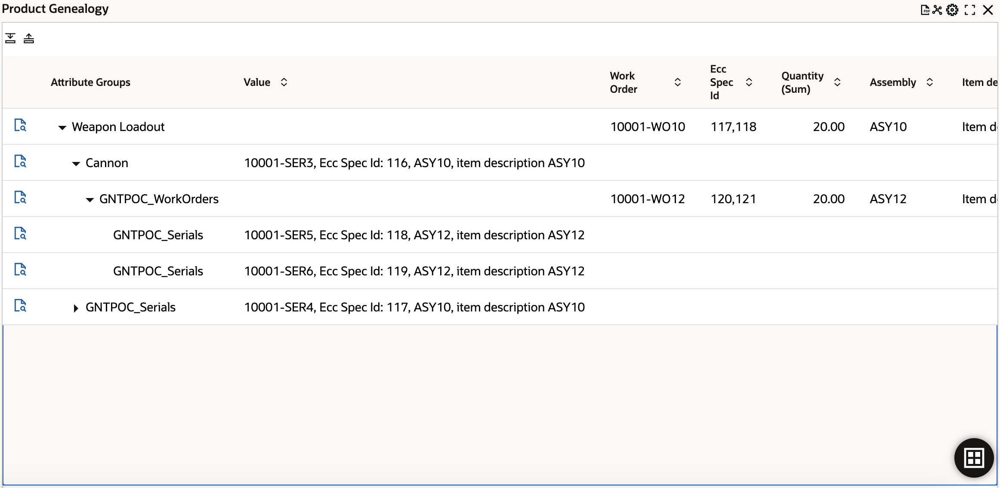 Product Genealogy
PDF
Attribute Groups Value Work Order Ecc Spec Id Quantity (Sum) Assembly Item de
Weapon Loadout 10001-WO10 117,118 20.00 ASY10 Item d
Cannon 10001-SER3, Ecc Spec Id: 116, ASY10, item description ASY10
GNTPOC_WorkOrders 10001-WO12 120,121 20.00 ASY12 Item d
GNTPOC_Serials 10001-SER5, Ecc Spec Id: 118, ASY12, item description ASY12
GNTPOC_Serials 10001-SER6, Ecc Spec Id: 119, ASY12, item description ASY12
GNTPOC_Serials 10001-SER4, Ecc Spec Id: 117, ASY10, item description ASY10